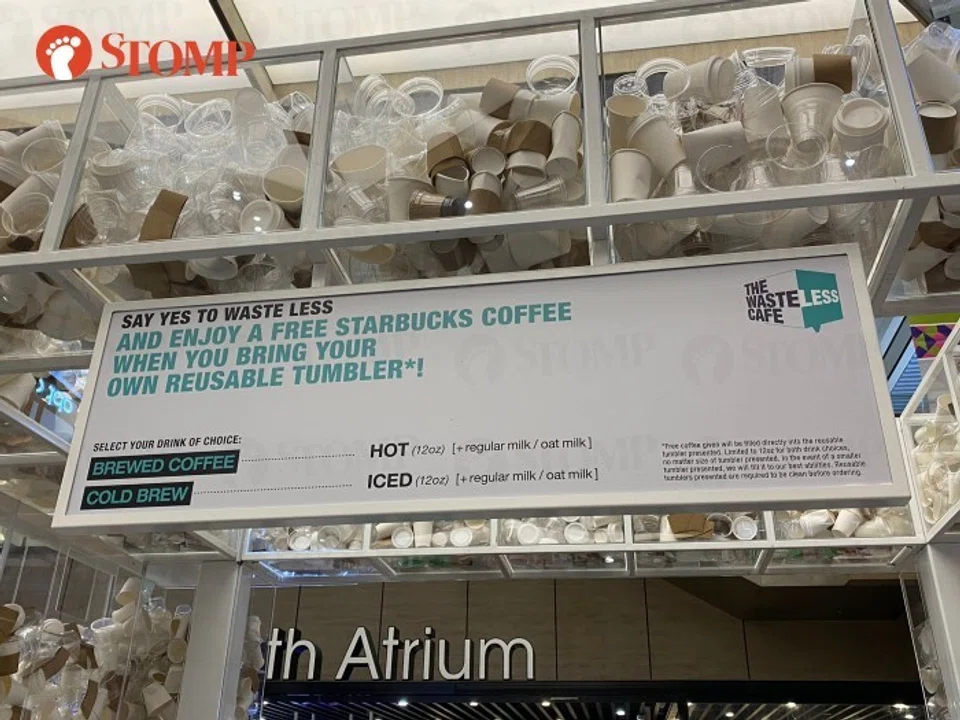 STOMP
SAY YES TO WASTE LESS
AND ENJOY A FREE STARBUCKS COFFEE
WHEN YOU BRING YOUR
OWN REUSABLE TUMBLER*!
THE
WASTELESS
CAFE
SELECT YOUR DRINK OF CHOICE:
BREWED COFFEE HOT (12oz) [+regular milk / oat milk]
COLD BREW ICED (12oz) [+regular milk / oat milk]
*Free coffee given will be filled directly into the reusable
tumbler presented. Limited to 12oz for both drink choices,
no matter size of tumbler presented. In the event of a smaller
tumbler presented, we will fill it to our best abilities. Reusable
tumblers presented are required to be clean before ordering.
th Atrium